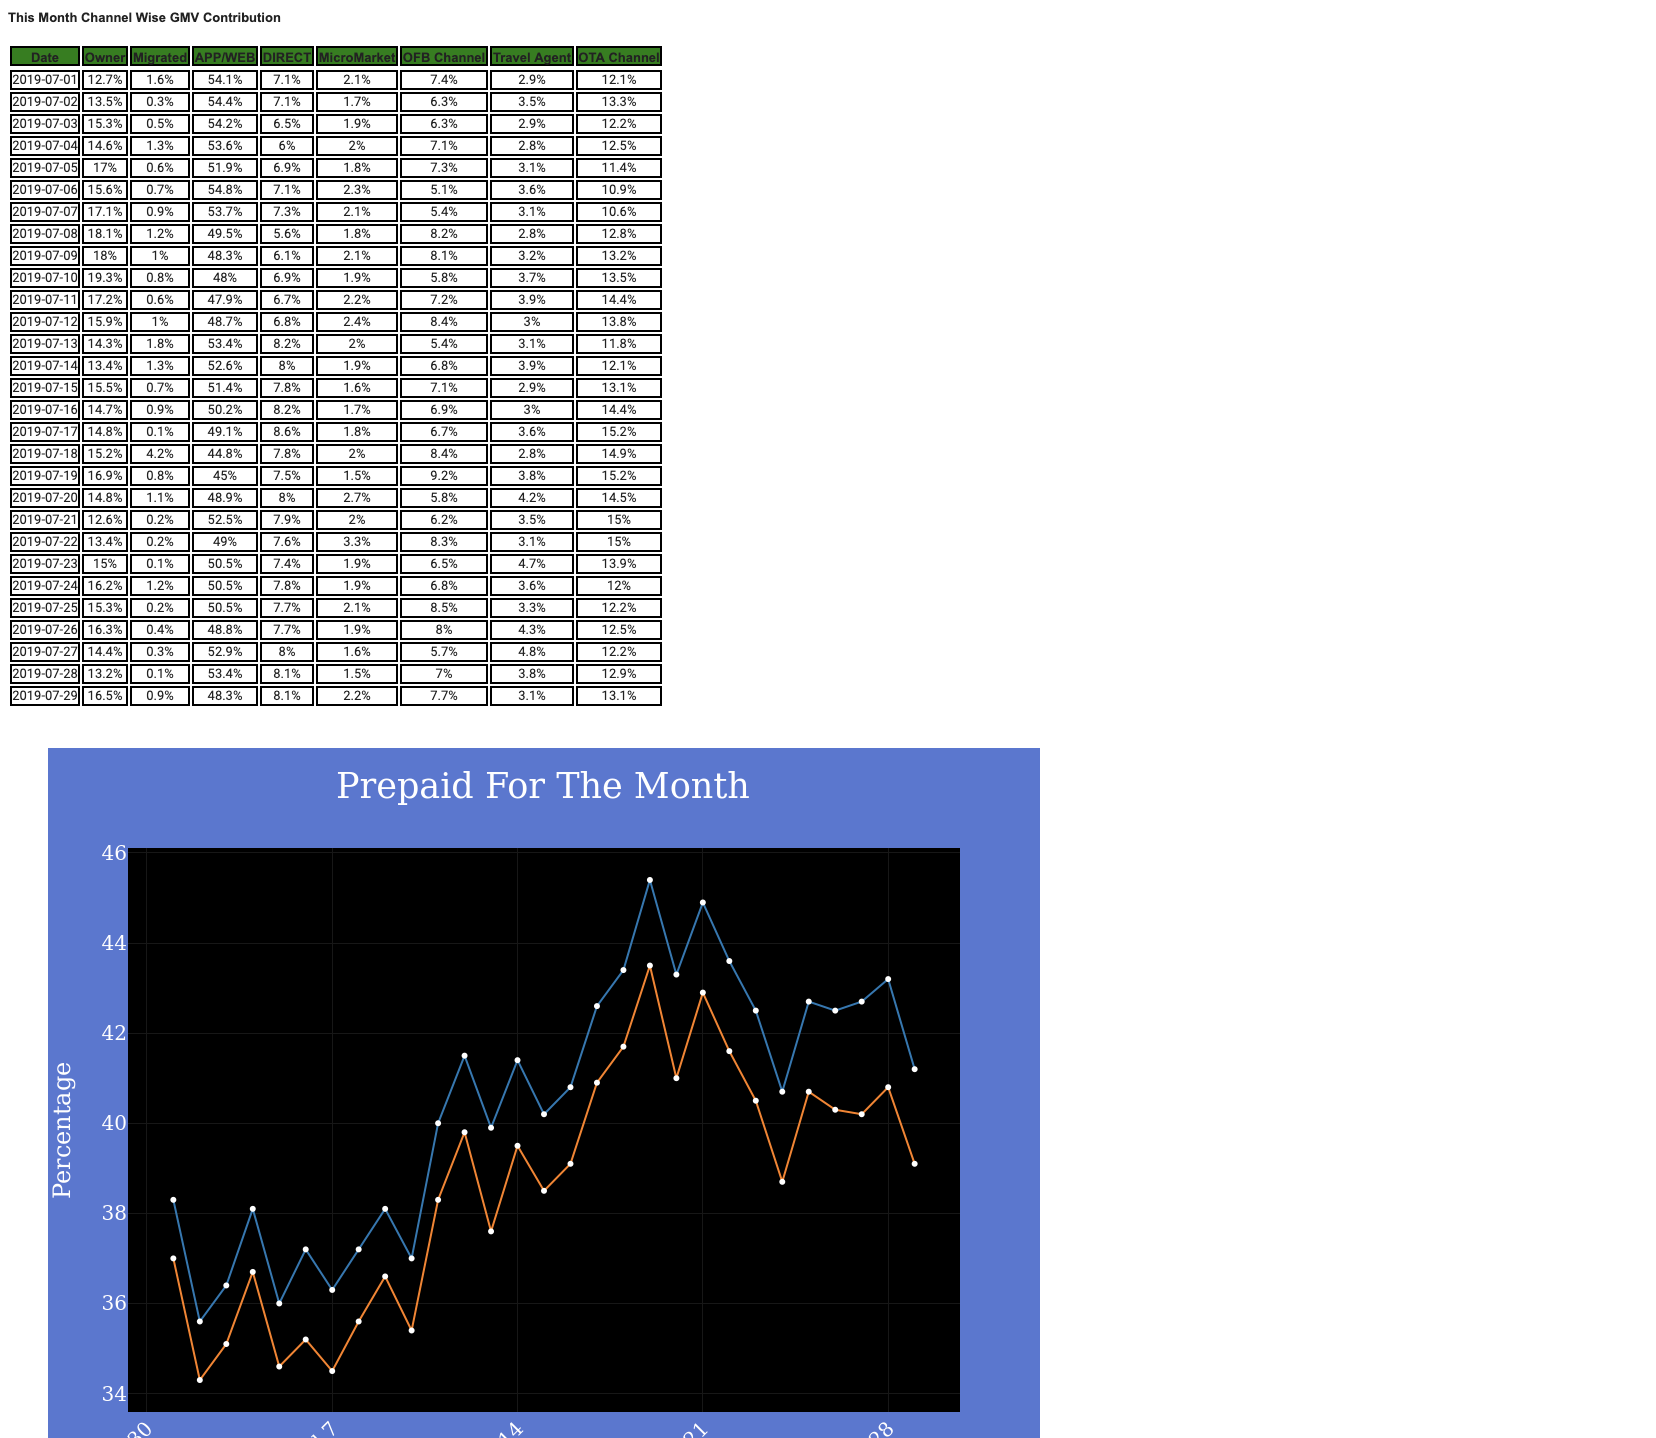 This Month Channel Wise GMV Contribution
Date Owner Migrated APP/WEB DIRECT MicroMarket OFB Channel Travel Agent OTA Channel
2019-07-01 12.7% 1.6% 54.1% 7.1% 2.1% 7.4% 2.9% 12.1%
2019-07-02 13.5% 0.3% 54.4% 7.1% 1.7% 6.3% 3.5% 13.3%
2019-07-03 15.3% 0.5% 54.2% 6.5% 1.9% 6.3% 2.9% 12.2%
2019-07-04 14.6% 1.3% 53.6% 6% 2% 7.1% 2.8% 12.5%
2019-07-05 17% 0.6% 51.9% 6.9% 1.8% 7.3% 3.1% 11.4%
2019-07-06 15.6% 0.7% 54.8% 7.1% 2.3% 5.1% 3.6% 10.9%
2019-07-07 17.1% 0.9% 53.7% 7.3% 2.1% 5.4% 3.1% 10.6%
2019-07-08 18.1% 1.2% 49.5% 5.6% 1.8% 8.2% 2.8% 12.8%
2019-07-09 18% 1% 48.3% 6.1% 2.1% 8.1% 3.2% 13.2%
2019-07-10 19.3% 0.8% 48% 6.9% 1.9% 5.8% 3.7% 13.5%
2019-07-11 17.2% 0.6% 47.9% 6.7% 2.2% 7.2% 3.9% 14.4%
2019-07-12 15.9% 1% 48.7% 6.8% 2.4% 8.4% 3% 13.8%
2019-07-13 14.3% 1.8% 53.4% 8.2% 2% 5.4% 3.1% 11.8%
2019-07-14 13.4% 1.3% 52.6% 8% 1.9% 6.8% 3.9% 12.1%
2019-07-15 15.5% 0.7% 51.4% 7.8% 1.6% 7.1% 2.9% 13.1%
2019-07-16 14.7% 0.9% 50.2% 8.2% 1.7% 6.9% 3% 14.4%
2019-07-17 14.8% 0.1% 49.1% 8.6% 1.8% 6.7% 3.6% 15.2%
2019-07-18 15.2% 4.2% 44.8% 7.8% 2% 8.4% 2.8% 14.9%
2019-07-19 16.9% 0.8% 45% 7.5% 1.5% 9.2% 3.8% 15.2%
2019-07-20 14.8% 1.1% 48.9% 8% 2.7% 5.8% 4.2% 14.5%
2019-07-21 12.6% 0.2% 52.5% 7.9% 2% 6.2% 3.5% 15%
2019-07-22 13.4% 0.2% 49% 7.6% 3.3% 8.3% 3.1% 15%
2019-07-23 15% 0.1% 50.5% 7.4% 1.9% 6.5% 4.7% 13.9%
2019-07-24 16.2% 1.2% 50.5% 7.8% 1.9% 6.8% 3.6% 12%
2019-07-25 15.3% 0.2% 50.5% 7.7% 2.1% 8.5% 3.3% 12.2%
2019-07-26 16.3% 0.4% 48.8% 7.7% 1.9% 8% 4.3% 12.5%
2019-07-27 14.4% 0.3% 52.9% 8% 1.6% 5.7% 4.8% 12.2%
2019-07-28 13.2% 0.1% 53.4% 8.1% 1.5% 7% 3.8% 12.9%
2019-07-29 16.5% 0.9% 48.3% 8.1% 2.2% 7.7% 3.1% 13.1%
Prepaid For The Month
46
44
42
40
38
36
34
Percentage